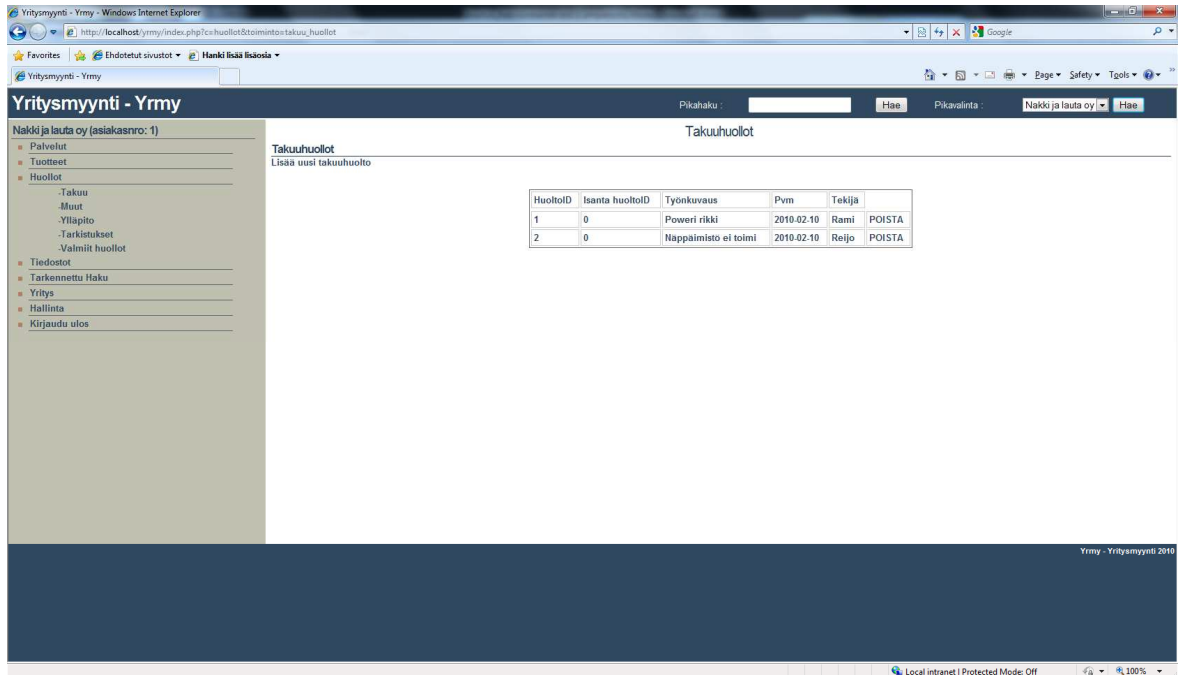 Yritysmyynti - Yrmy - Windows Internet Explorer
http://localhost/yrmy/index.php?c=huollot&toiminto=takuu_huollot
Google
Favorites Ehdotetut sivustot Hanki lisää lisäosia
Yritysmyynti - Yrmy
Page Safety Tools
Yritysmyynti - Yrmy
Pikahaku : Hae Pikavalinta : Nakki ja lauta oy Hae
Nakki ja lauta oy (asiakasnro: 1)
Palvelut
Tuotteet
Huollot
-Takuu
-Muut
-Ylläpito
-Tarkistukset
-Valmiit huollot
Tiedostot
Tarkennettu Haku
Yritys
Hallinta
Kirjaudu ulos
Takuuhuollot
Takuuhuollot
Lisää uusi takuuhuolto
HuoltoID Isanta huoltoID Työnkuvaus Pvm Tekijä
1 0 Poweri rikki 2010-02-10 Rami POISTA
2 0 Näppäimistö ei toimi 2010-02-10 Reijo POISTA
Yrmy - Yritysmyynti 2010
Local intranet | Protected Mode: Off 100%